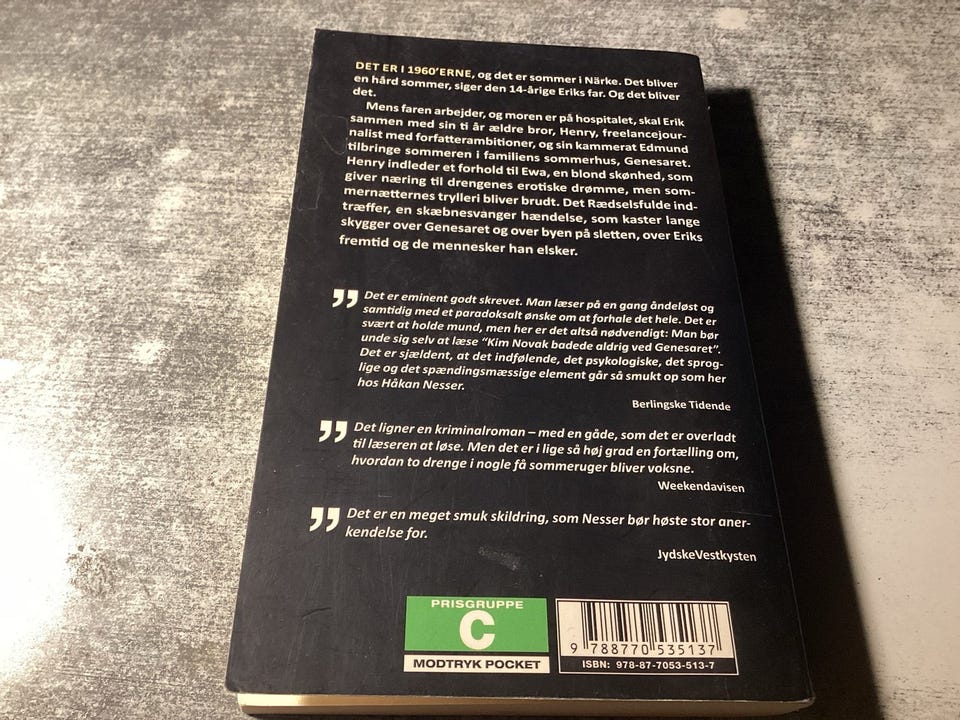 DET ER I 1960'ERNE, og det er sommer i Närke. Det bliver
en hård sommer, siger den 14-årige Eriks far. Og det bliver
det.
Mens faren arbejder, og moren er på hospitalet, skal Erik
sammen med sin ti år ældre bror, Henry, freelancejour-
nalist med forfatterambitioner, og sin kammerat Edmund
tilbringe sommeren i familiens sommerhus, Genesaret.
Henry indleder et forhold til Ewa, en blond skønhed, som
giver næring til drengenes erotiske drømme, men som-
mernætternes trylleri bliver brudt. Det Rædselsfulde ind-
træffer, en skæbnesvanger hændelse, som kaster lange
skygger over Genesaret og over byen på sletten, over Eriks
fremtid og de mennesker han elsker.
" Det er eminent godt skrevet. Man læser på en gang åndeløst og
samtidig med et paradoksalt ønske om at forhale det hele. Det er
svært at holde mund, men her er det altså nødvendigt: Man bør
unde sig selv at læse "Kim Novak badede aldrig ved Genesaret".
Det er sjældent, at det indfølende, det psykologiske, det sprog-
lige og det spændingsmæssige element går så smukt op som her
hos Håkan Nesser.
Berlingske Tidende
" Det ligner en kriminalroman – med en gåde, som det er overladt
til læseren at løse. Men det er i lige så høj grad en fortælling om,
hvordan to drenge i nogle få sommeruger bliver voksne.
Weekendavisen
" Det er en meget smuk skildring, som Nesser bør høste stor aner-
kendelse for.
JydskeVestkysten
PRISGRUPPE
C
MODTRYK POCKET
9 788770 535137
ISBN: 978-87-7053-513-7